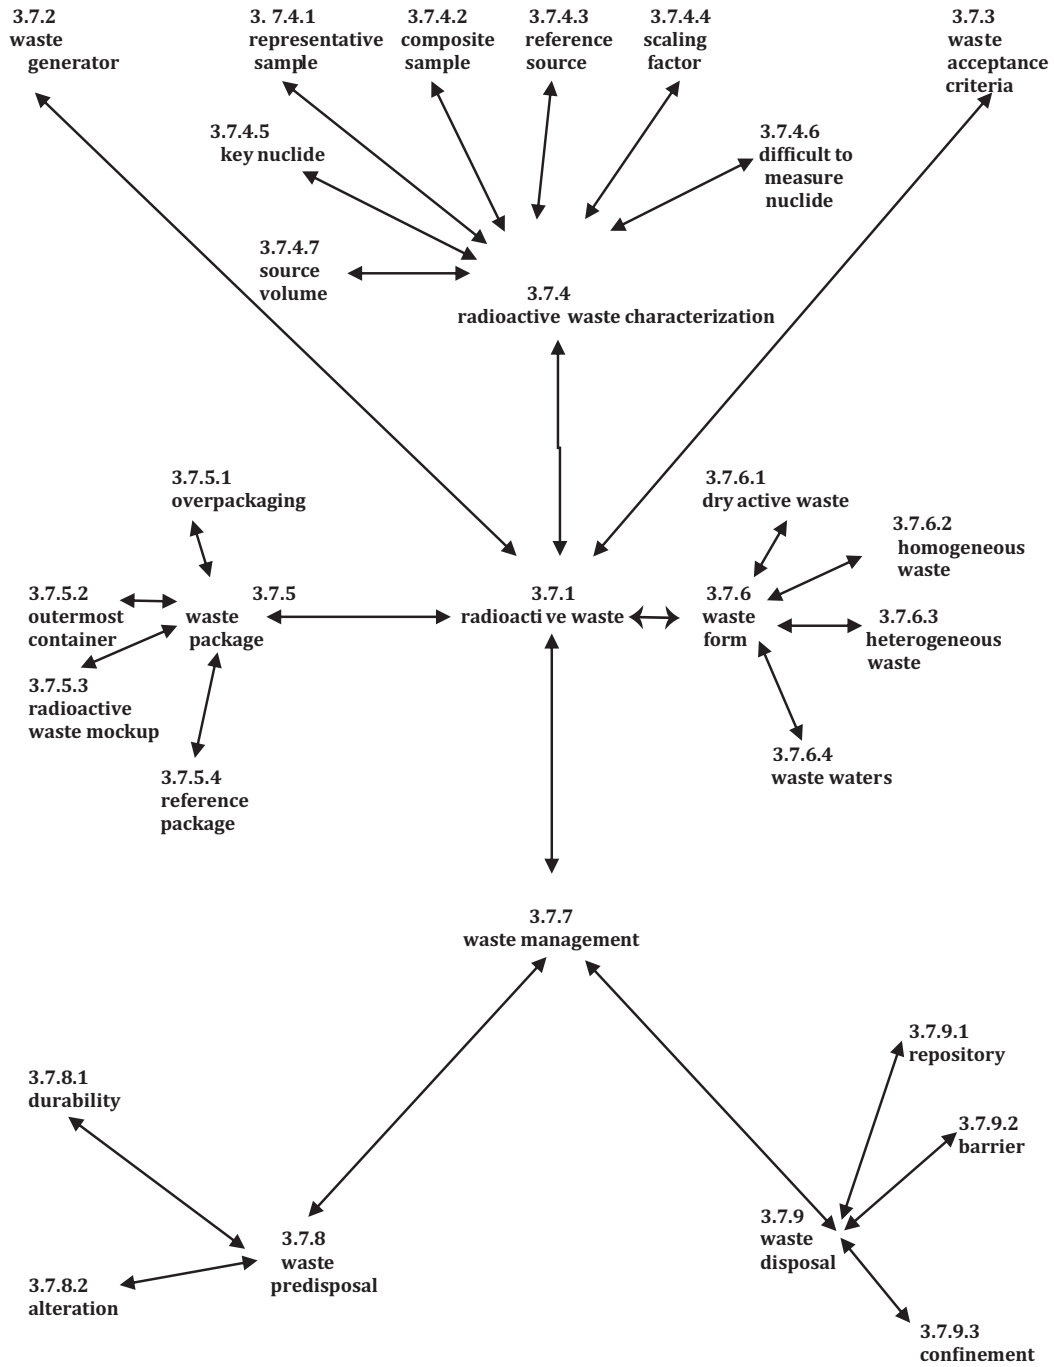 3.7.2
waste
generator
3. 7.4.1
representative
sample
3.7.4.2
composite
sample
3.7.4.3
reference
source
3.7.4.4
scaling
factor
3.7.3
waste
acceptance
criteria
3.7.4.5
key nuclide
3.7.4.6
difficult to
measure
nuclide
3.7.4.7
source
volume
3.7.4
radioactive waste characterization
3.7.5.1
overpackaging
3.7.6.1
dry active waste
3.7.6.2
homogeneous
waste
3.7.5.2
outermost
container
3.7.5
waste
package
3.7.1
radioacti ve waste
3.7.6
waste
form
3.7.6.3
heterogeneous
waste
3.7.5.3
radioactive
waste mockup
3.7.6.4
waste waters
3.7.5.4
reference
package
3.7.7
waste management
3.7.9.1
repository
3.7.8.1
durability
3.7.9.2
barrier
3.7.8
waste
predisposal
3.7.9
waste
disposal
3.7.8.2
alteration
3.7.9.3
confinement